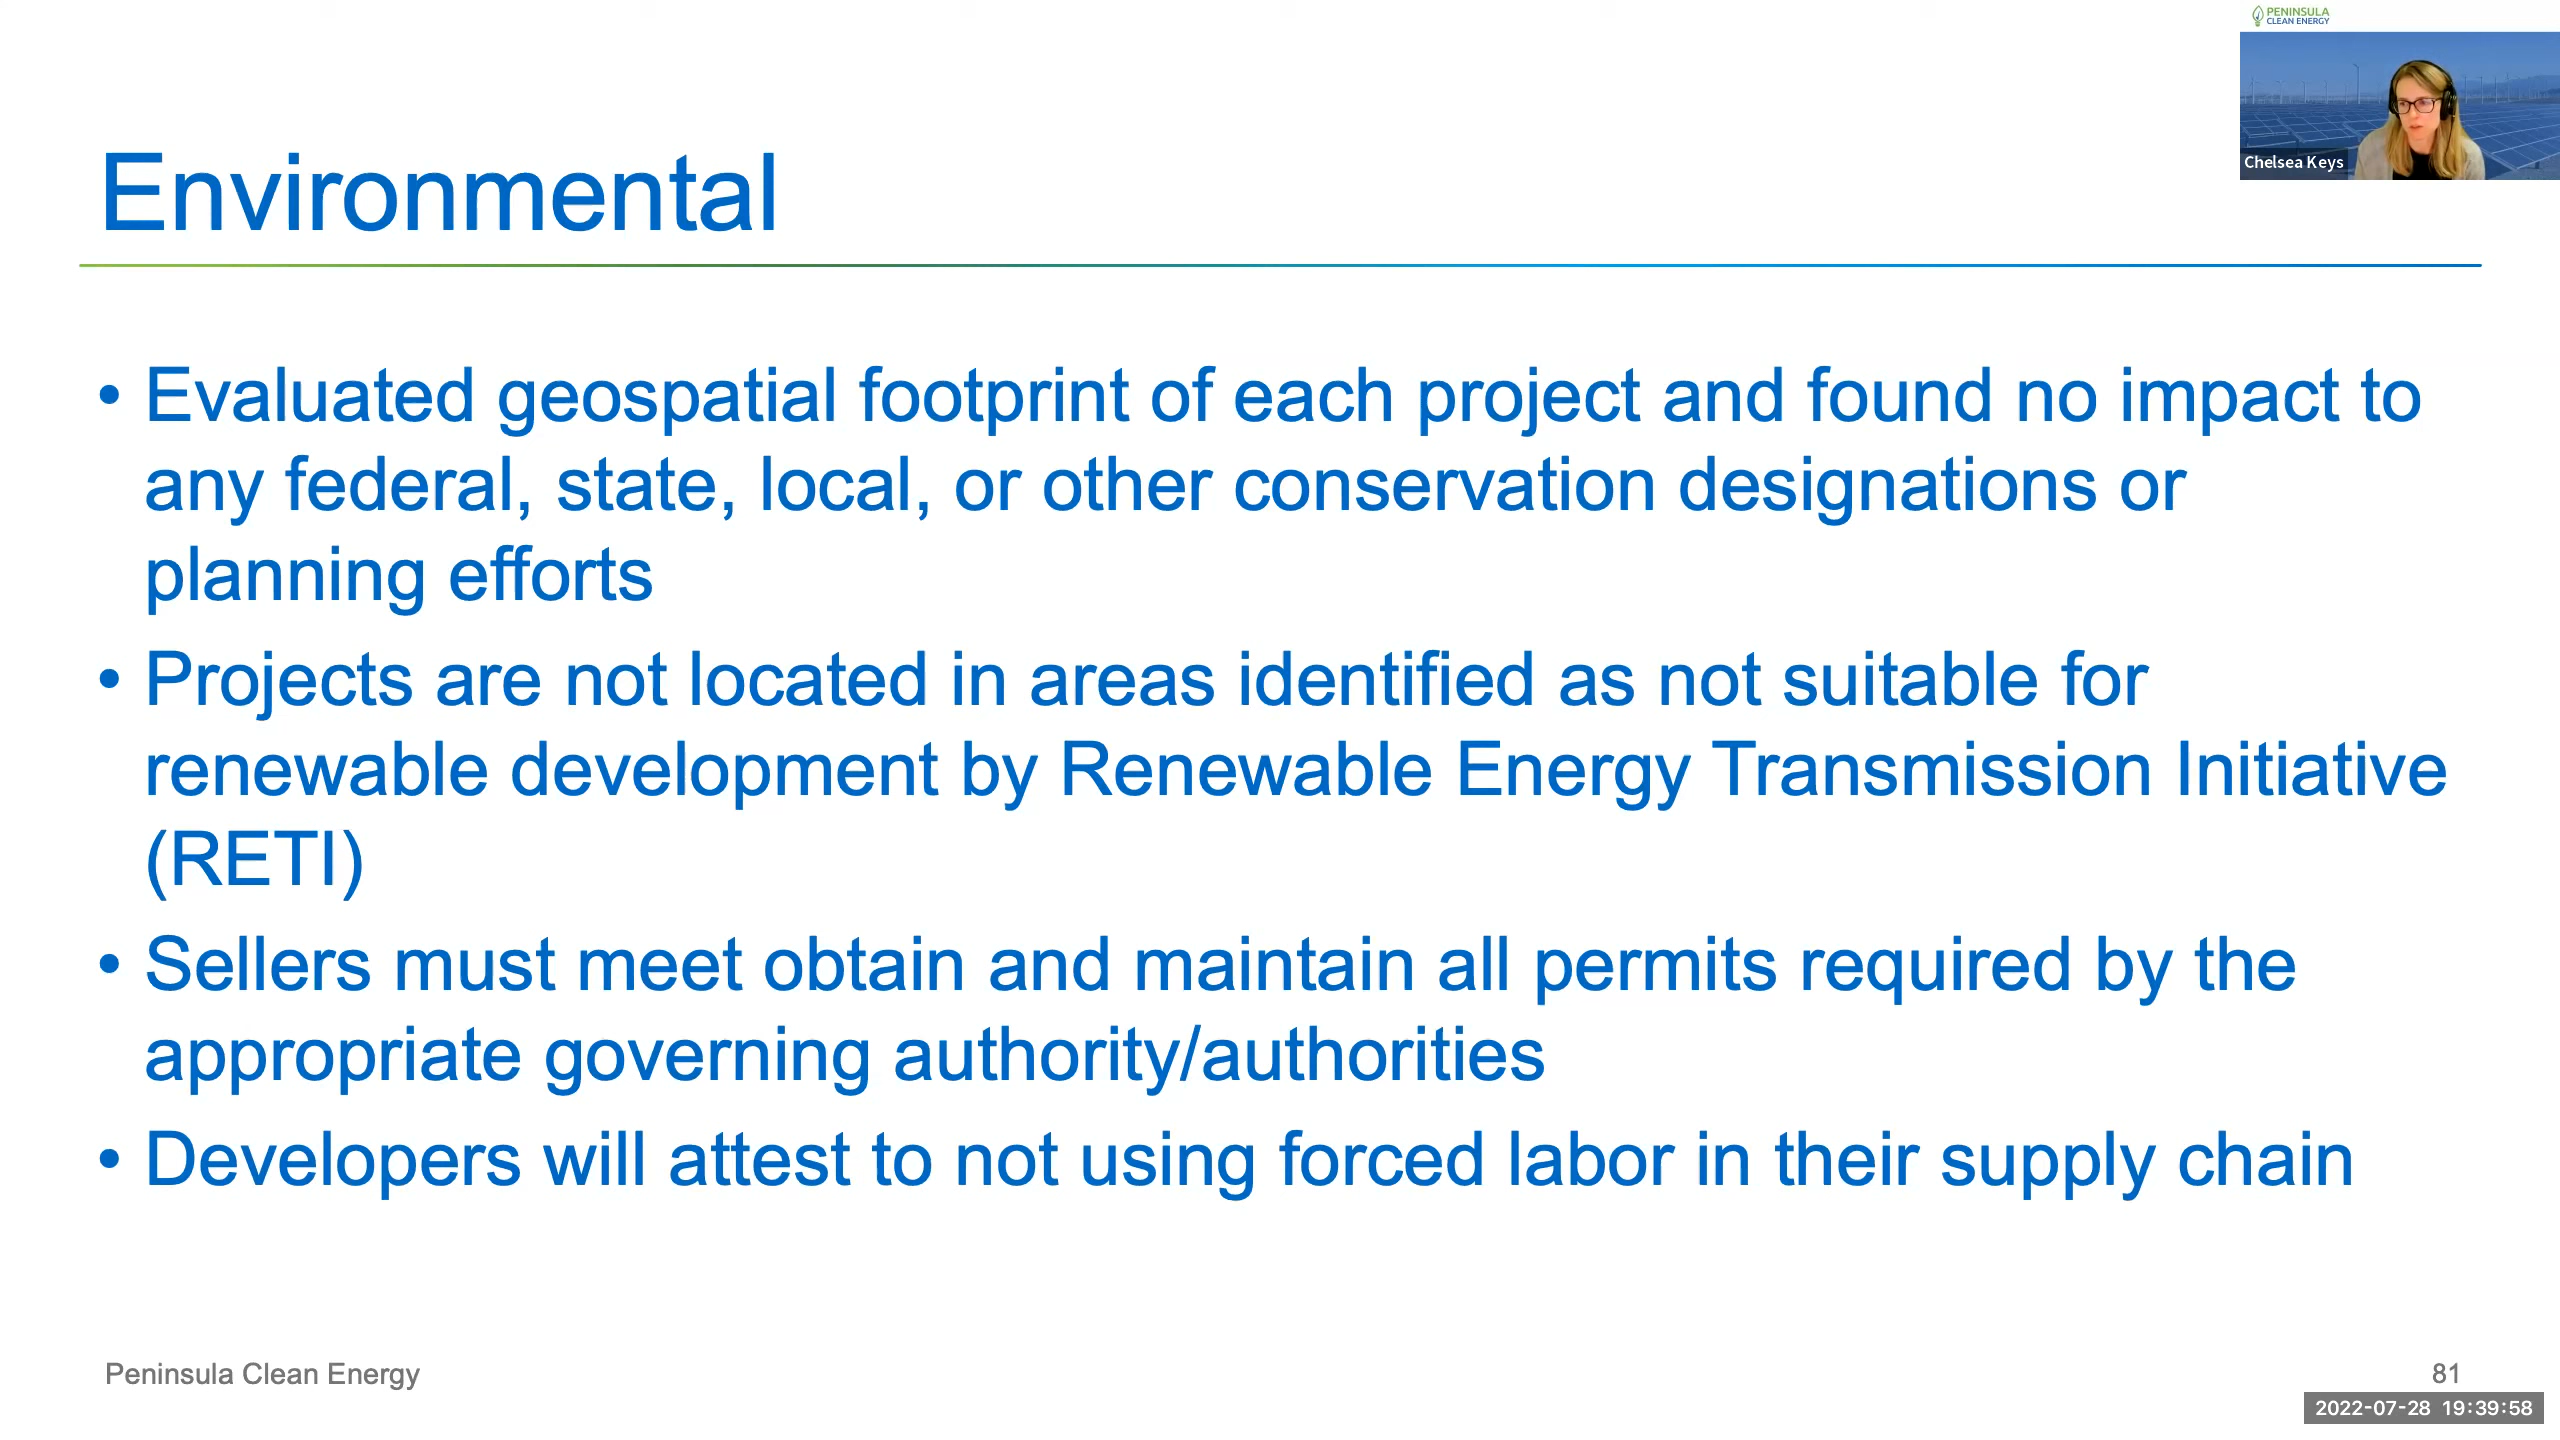 PENINSULA
CLEAN ENERGY
Chelsea Keys
Environmental
• Evaluated geospatial footprint of each project and found no impact to
any federal, state, local, or other conservation designations or
planning efforts
• Projects are not located in areas identified as not suitable for
renewable development by Renewable Energy Transmission Initiative
(RETI)
• Sellers must meet obtain and maintain all permits required by the
appropriate governing authority/authorities
• Developers will attest to not using forced labor in their supply chain
Peninsula Clean Energy
81
2022-07-28 19:39:58